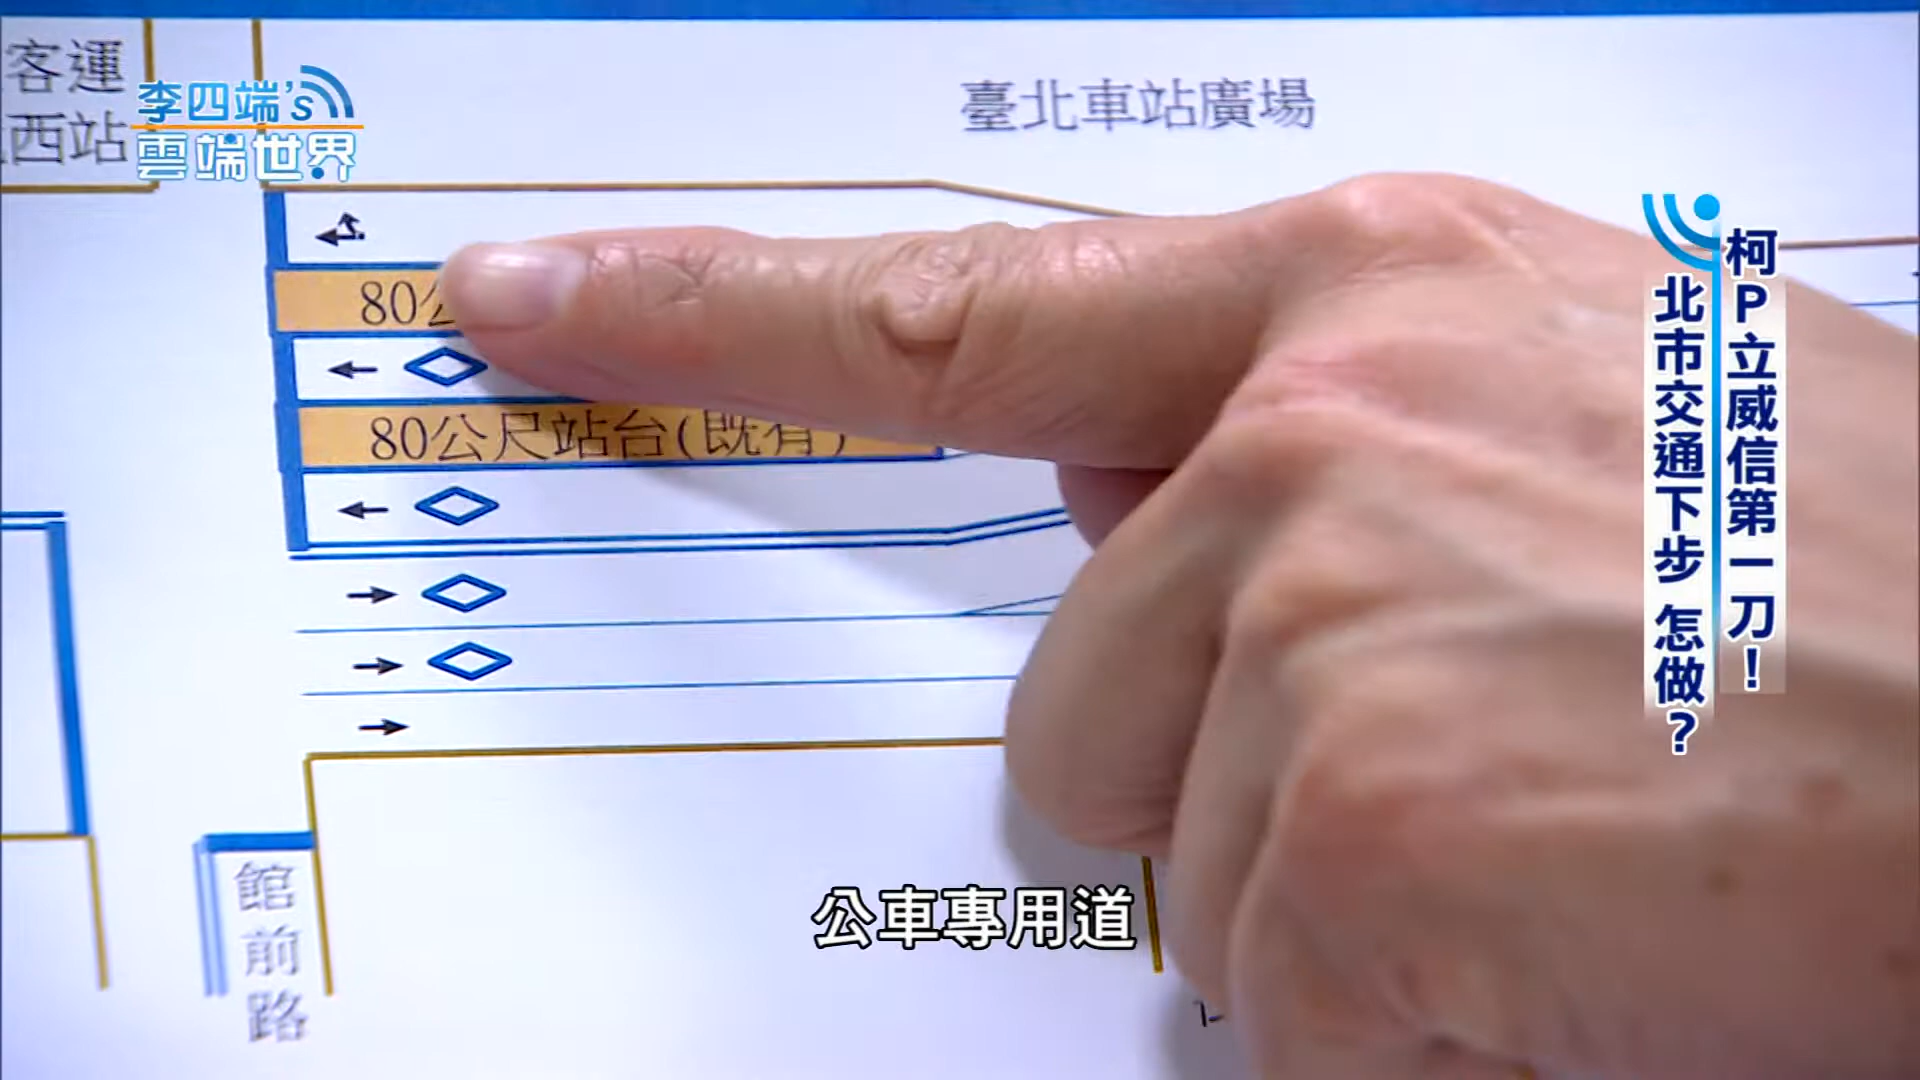 客運
西站
李四端's
雲端世界
臺北車站廣場
柯P立威信第一刀！
北市交通下步 怎做？
80公
80公尺站台(既有)
館前路
公車專用道